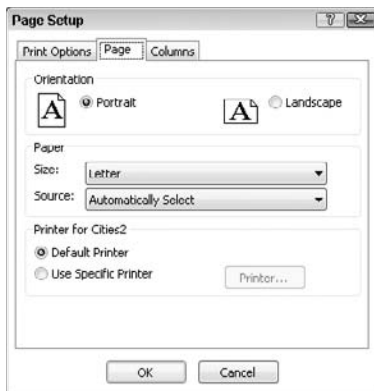 Page Setup
Print Options Page Columns
Orientation
A Portrait A Landscape
Paper
Size: Letter
Source: Automatically Select
Printer for Cities2
Default Printer
Use Specific Printer Printer...
OK Cancel